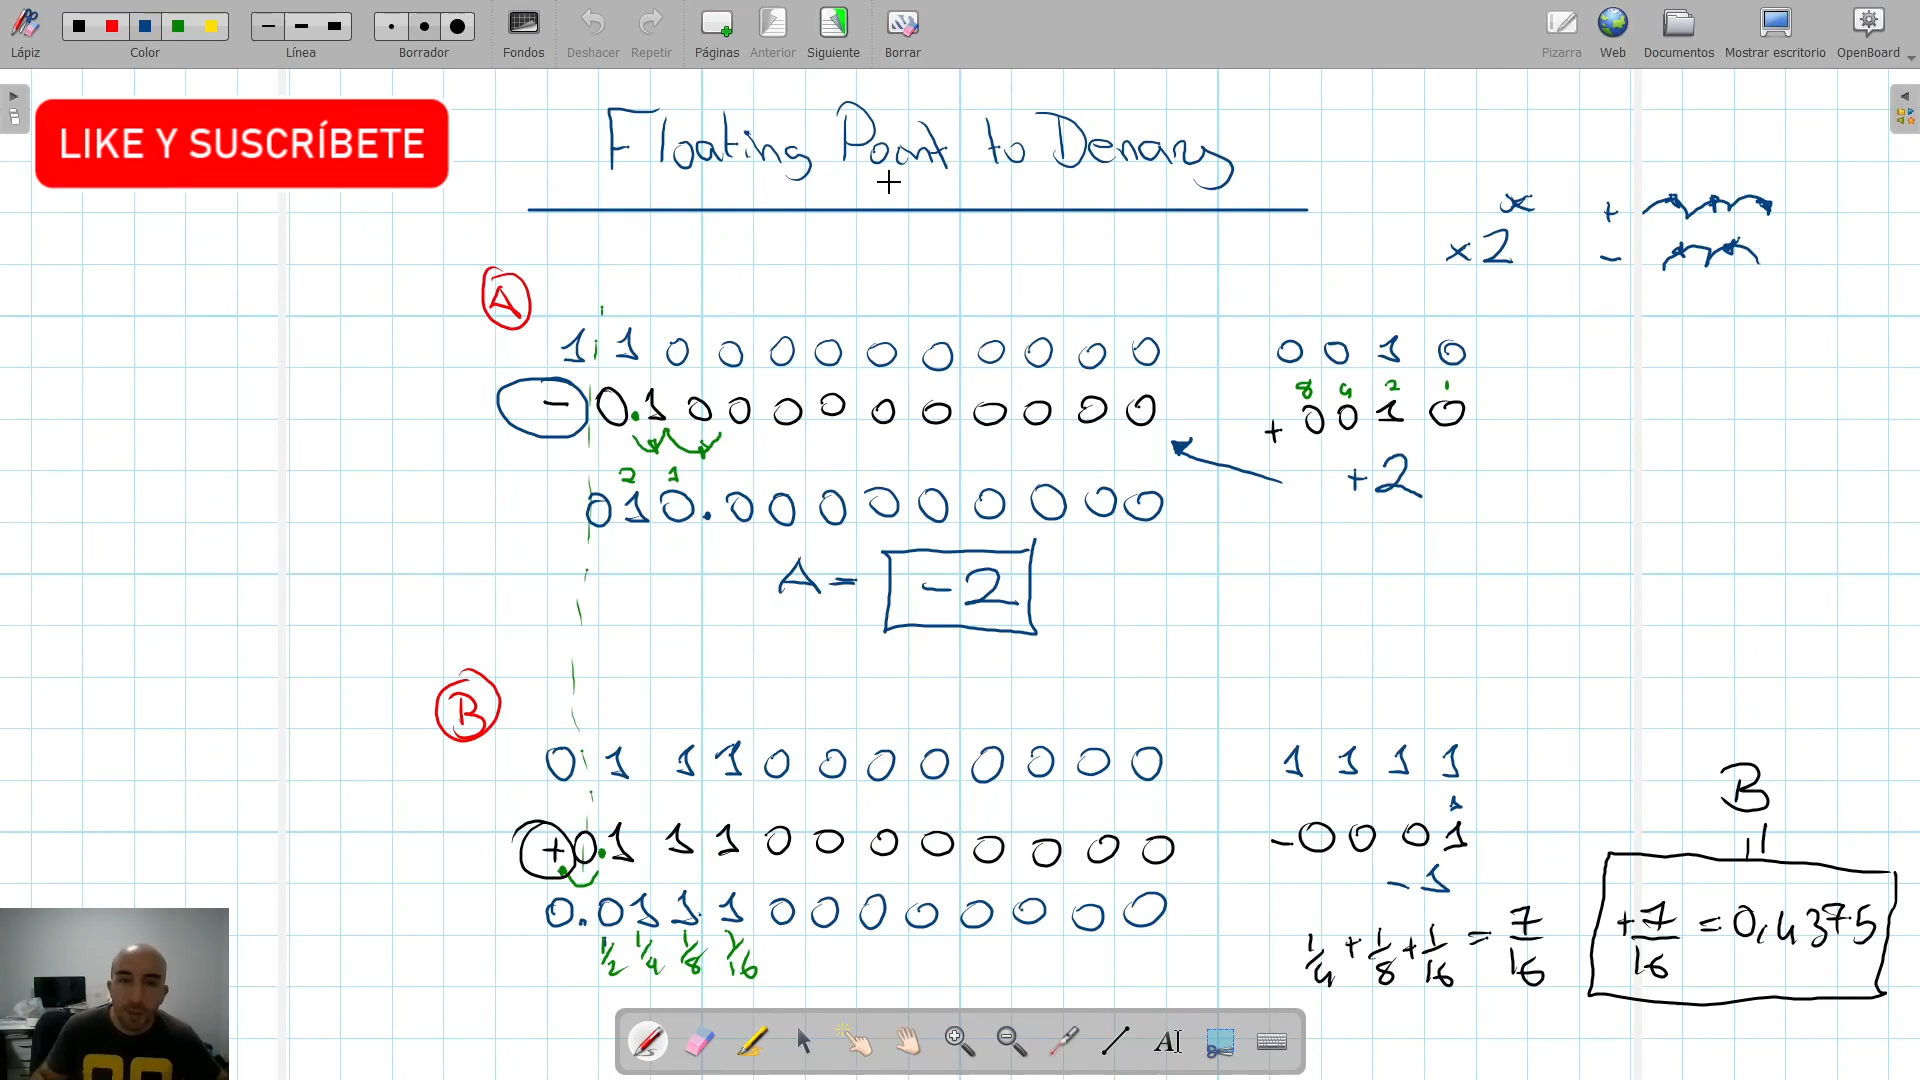 Lápiz Color Línea Borrador Fondos Deshacer Repetir Páginas Anterior Siguiente Borrar Pizarra Web Documentos Mostrar escritorio OpenBoard
LIKE Y SUSCRÍBETE
Floating Point to Denary
x +
×2 -
A
1 1 0 0 0 0 0 0 0 0 0 0 0 0 1 0
8 4 2 1
- 0.1 0 0 0 0 0 0 0 0 0 0 + 0 0 1 0
2 1
+2
0 1 0 . 0 0 0 0 0 0 0 0 0
A = -2
B
0 1 1 1 0 0 0 0 0 0 0 0 1 1 1 1
B
1
+ 0.1 1 1 0 0 0 0 0 0 0 0 - 0 0 0 1
- 1
0.0 1 1 1 0 0 0 0 0 0 0 0
1/2 1/4 1/8 1/16
1/4 + 1/8 + 1/16 = 7/16
+ 7/16 = 0,4375
AI